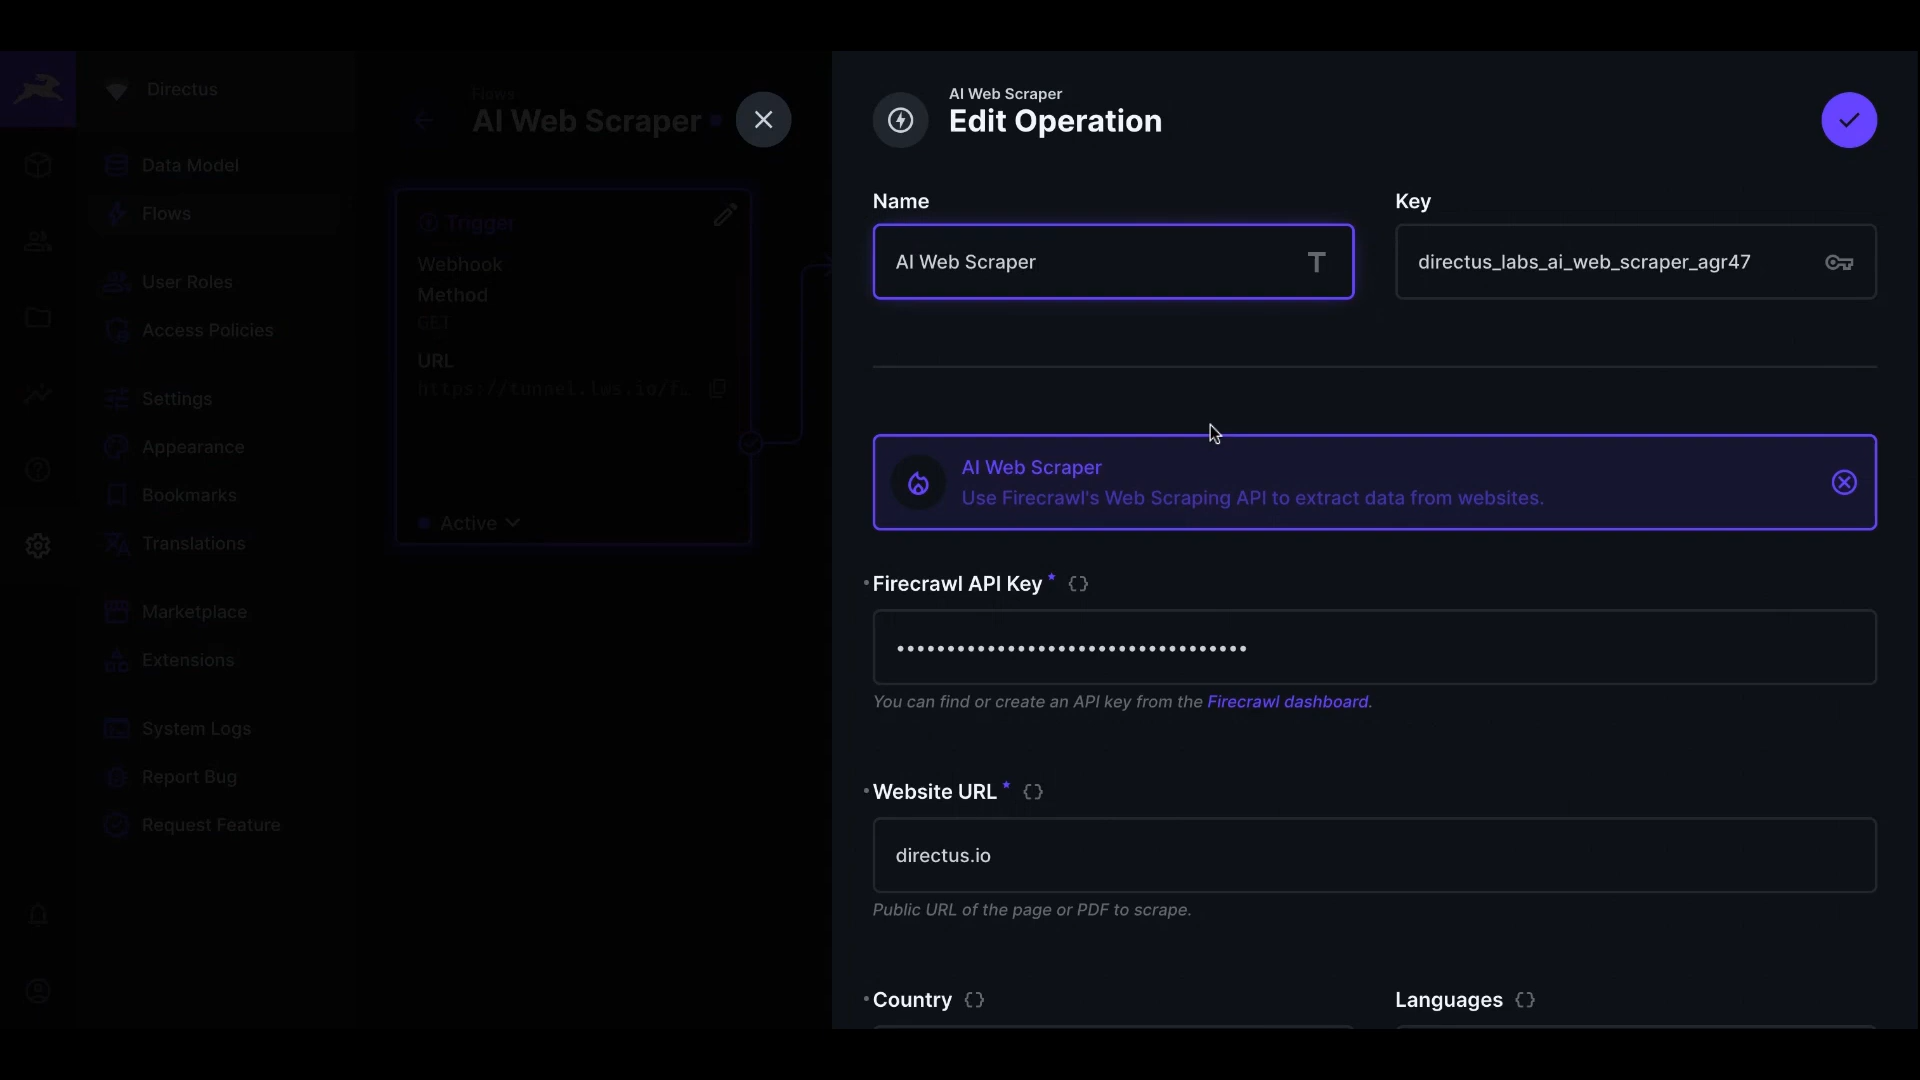 Directus
Data Model
Flows
User Roles
Access Policies
Settings
Appearance
Bookmarks
Translations
Marketplace
Extensions
System Logs
Report Bug
Request Feature
Flows
AI Web Scraper
Trigger
Webhook
Method
GET
URL
https://tunnel.lws.io/f…
Active
AI Web Scraper
Edit Operation
Name
AI Web Scraper
Key
directus_labs_ai_web_scraper_agr47
AI Web Scraper
Use Firecrawl's Web Scraping API to extract data from websites.
Firecrawl API Key *
••••••••••••••••••••••••••••••••••••
You can find or create an API key from the Firecrawl dashboard.
Website URL *
directus.io
Public URL of the page or PDF to scrape.
Country
Languages